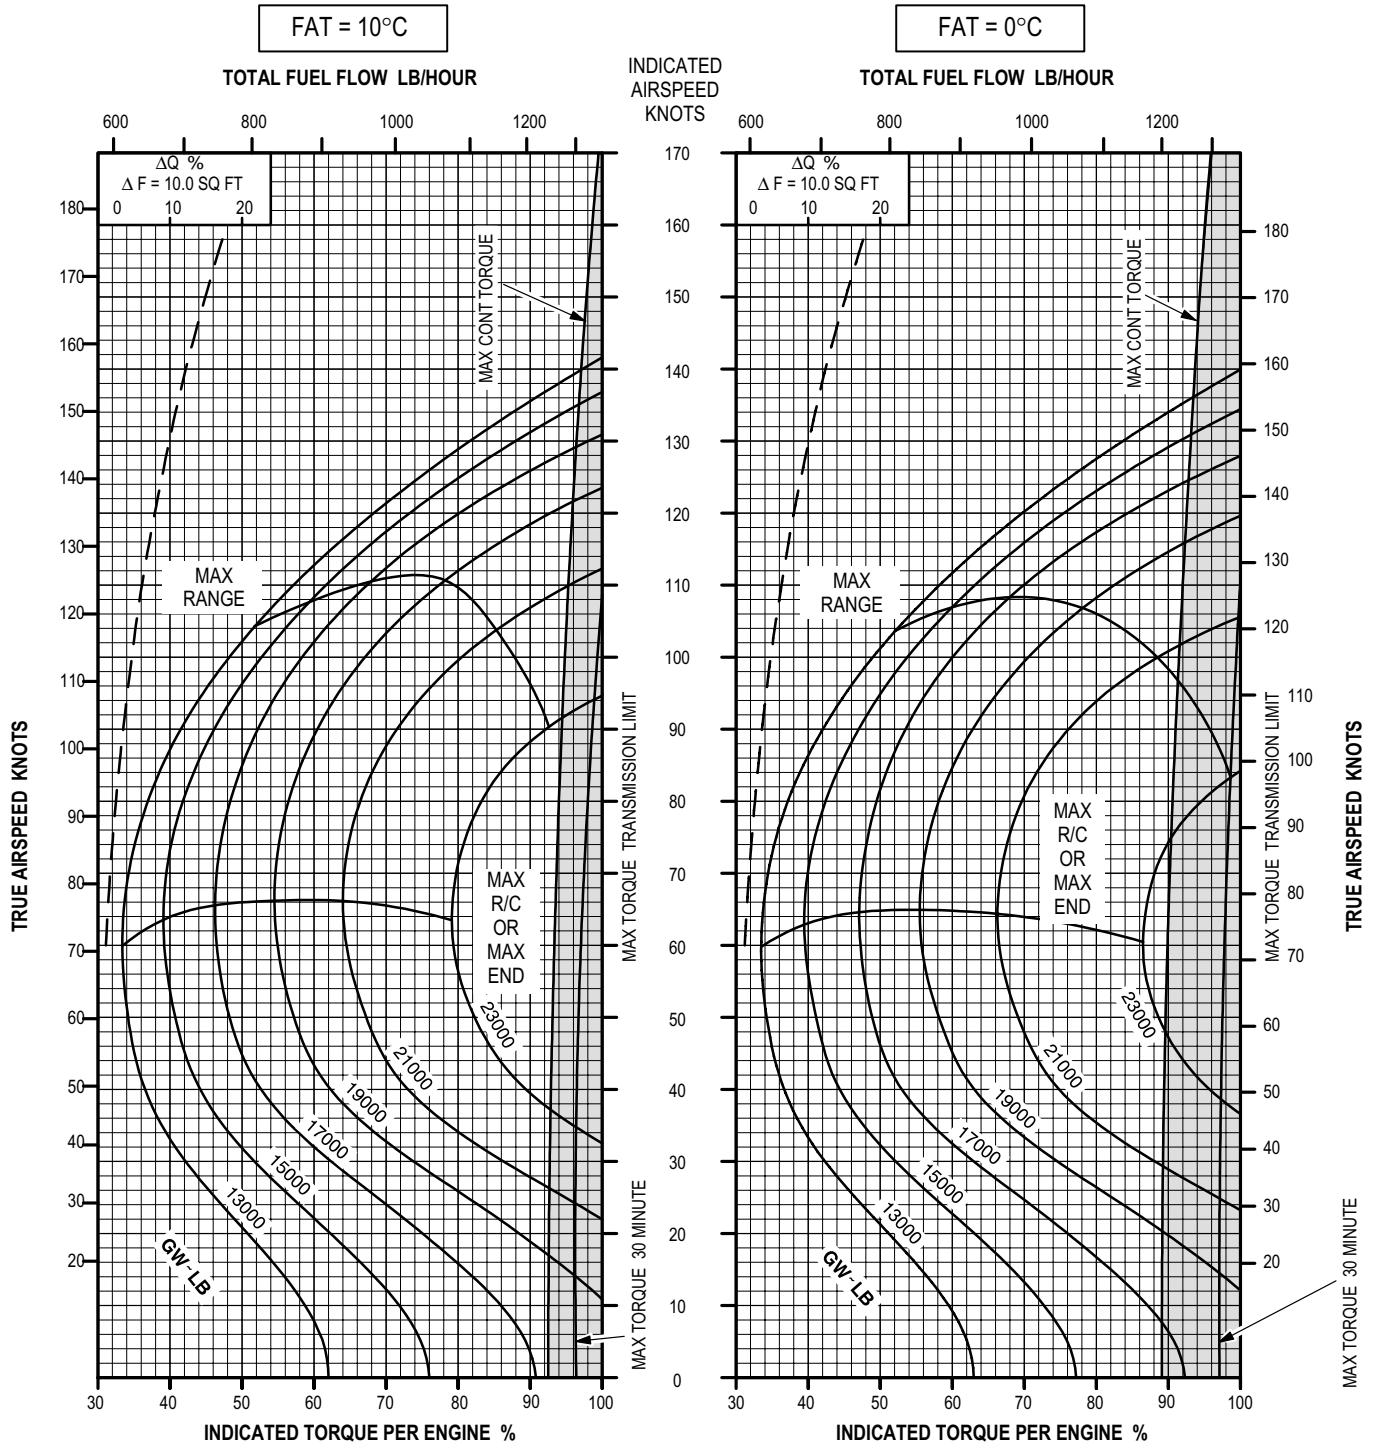 FAT = 10°C
FAT = 0°C
TOTAL FUEL FLOW LB/HOUR
INDICATED
AIRSPEED
KNOTS
TOTAL FUEL FLOW LB/HOUR
600 800 1000 1200
600 800 1000 1200
ΔQ %
Δ F = 10.0 SQ FT
0 10 20
ΔQ %
Δ F = 10.0 SQ FT
0 10 20
TRUE AIRSPEED KNOTS
180
170
160
150
140
130
120
110
100
90
80
70
60
50
40
30
20
MAX CONT TORQUE
MAX
RANGE
MAX
R/C
OR
MAX
END
23000
21000
19000
17000
15000
13000
GW~LB
MAX TORQUE TRANSMISSION LIMIT
MAX TORQUE 30 MINUTE
30 40 50 60 70 80 90 100
INDICATED TORQUE PER ENGINE %
170
160
150
140
130
120
110
100
90
80
70
60
50
40
30
20
10
0
MAX CONT TORQUE
MAX
RANGE
MAX
R/C
OR
MAX
END
23000
21000
19000
17000
15000
13000
GW~LB
MAX TORQUE TRANSMISSION LIMIT
MAX TORQUE 30 MINUTE
180
170
160
150
140
130
120
110
100
90
80
70
60
50
40
30
20
TRUE AIRSPEED KNOTS
30 40 50 60 70 80 90 100
INDICATED TORQUE PER ENGINE %